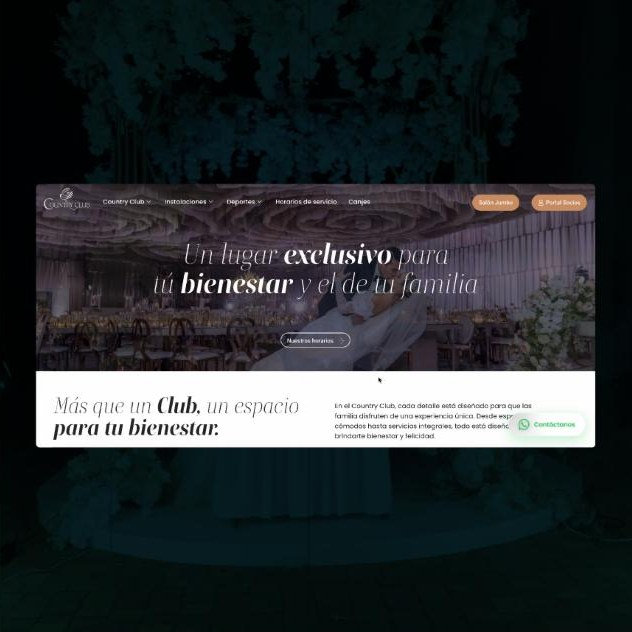 COUNTRY CLUB
Country Club
Instalaciones
Deportes
Horarios de servicio
Canjes
Salón Jambo
Portal Socios
Un lugar exclusivo para
tú bienestar y el de tu familia
Nuestros horarios
Más que un Club, un espacio
para tu bienestar.
En el Country Club, cada detalle está diseñado para que las
familia disfruten de una experiencia única. Desde
cómodos hasta servicios integrales, todo está
brindarte bienestar y felicidad.
Contáctanos